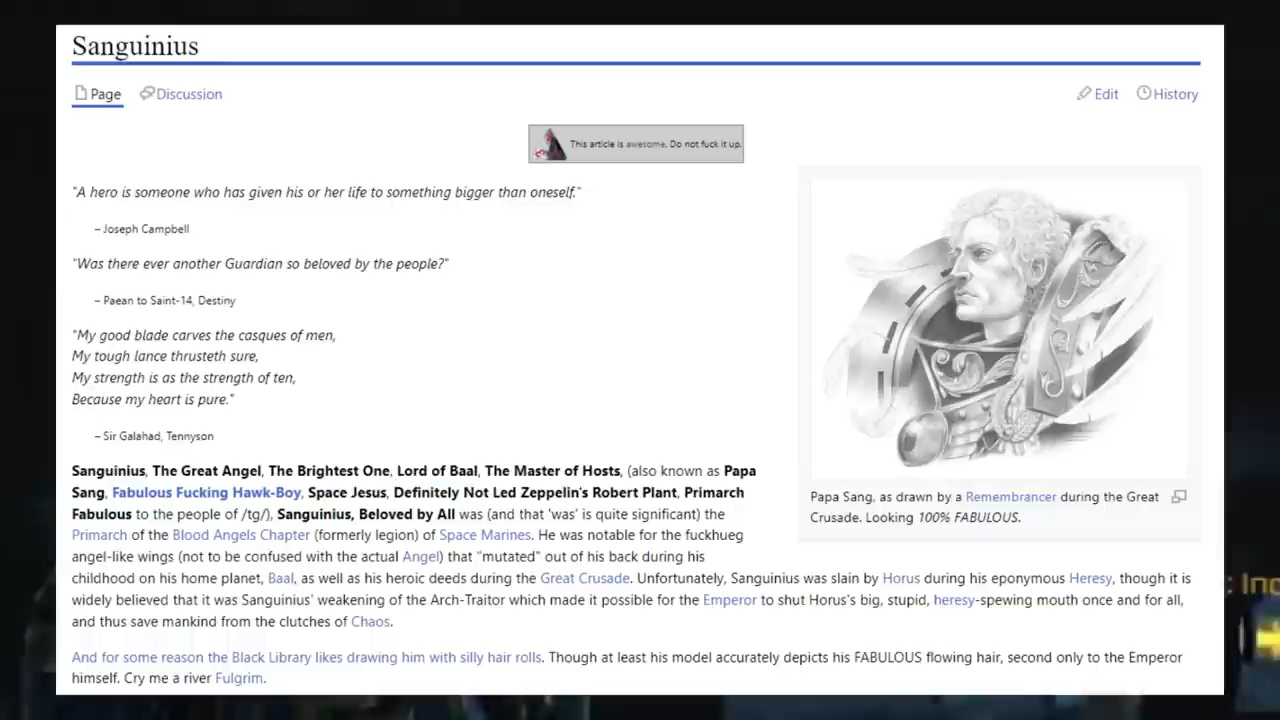 Sanguinius
Page Discussion Edit History
This article is awesome. Do not fuck it up.
"A hero is someone who has given his or her life to something bigger than oneself."
– Joseph Campbell
"Was there ever another Guardian so beloved by the people?"
– Paean to Saint-14, Destiny
"My good blade carves the casques of men,
My tough lance thrusteth sure,
My strength is as the strength of ten,
Because my heart is pure."
– Sir Galahad, Tennyson
Papa Sang, as drawn by a Remembrancer during the Great
Crusade. Looking 100% FABULOUS.
Sanguinius, The Great Angel, The Brightest One, Lord of Baal, The Master of Hosts, (also known as Papa
Sang, Fabulous Fucking Hawk-Boy, Space Jesus, Definitely Not Led Zeppelin's Robert Plant, Primarch
Fabulous to the people of /tg/), Sanguinius, Beloved by All was (and that 'was' is quite significant) the
Primarch of the Blood Angels Chapter (formerly legion) of Space Marines. He was notable for the fuckhueg
angel-like wings (not to be confused with the actual Angel) that "mutated" out of his back during his
childhood on his home planet, Baal, as well as his heroic deeds during the Great Crusade. Unfortunately, Sanguinius was slain by Horus during his eponymous Heresy, though it is
widely believed that it was Sanguinius' weakening of the Arch-Traitor which made it possible for the Emperor to shut Horus's big, stupid, heresy-spewing mouth once and for all,
and thus save mankind from the clutches of Chaos.
And for some reason the Black Library likes drawing him with silly hair rolls. Though at least his model accurately depicts his FABULOUS flowing hair, second only to the Emperor
himself. Cry me a river Fulgrim.